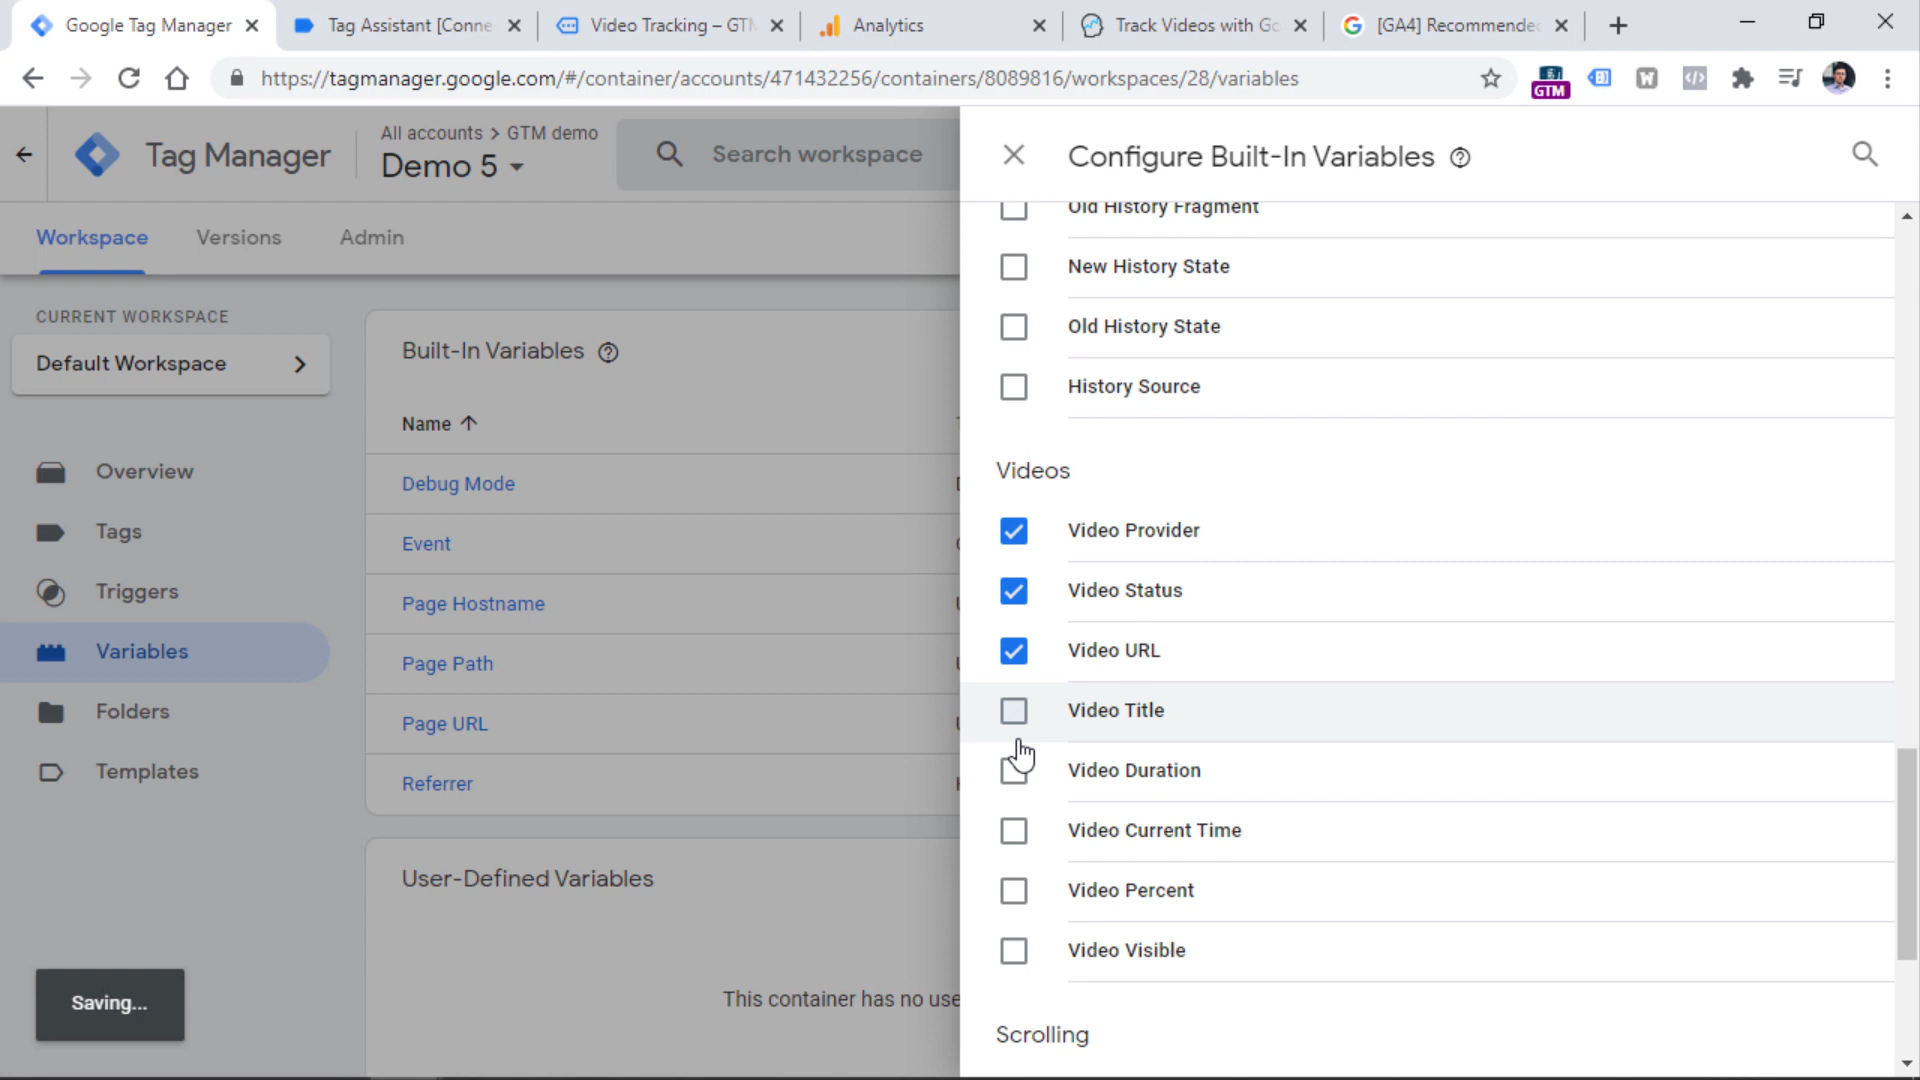 Google Tag Manager
Tag Assistant [Conne
Video Tracking – GTM
Analytics
Track Videos with Go
[GA4] Recommended
https://tagmanager.google.com/#/container/accounts/471432256/containers/8089816/workspaces/28/variables
GTM
Tag Manager
All accounts > GTM demo
Demo 5
Search workspace
Workspace
Versions
Admin
CURRENT WORKSPACE
Default Workspace
Overview
Tags
Triggers
Variables
Folders
Templates
Saving...
Built-In Variables
Name
Debug Mode
Event
Page Hostname
Page Path
Page URL
Referrer
User-Defined Variables
This container has no use
Configure Built-In Variables
Old History Fragment
New History State
Old History State
History Source
Videos
Video Provider
Video Status
Video URL
Video Title
Video Duration
Video Current Time
Video Percent
Video Visible
Scrolling